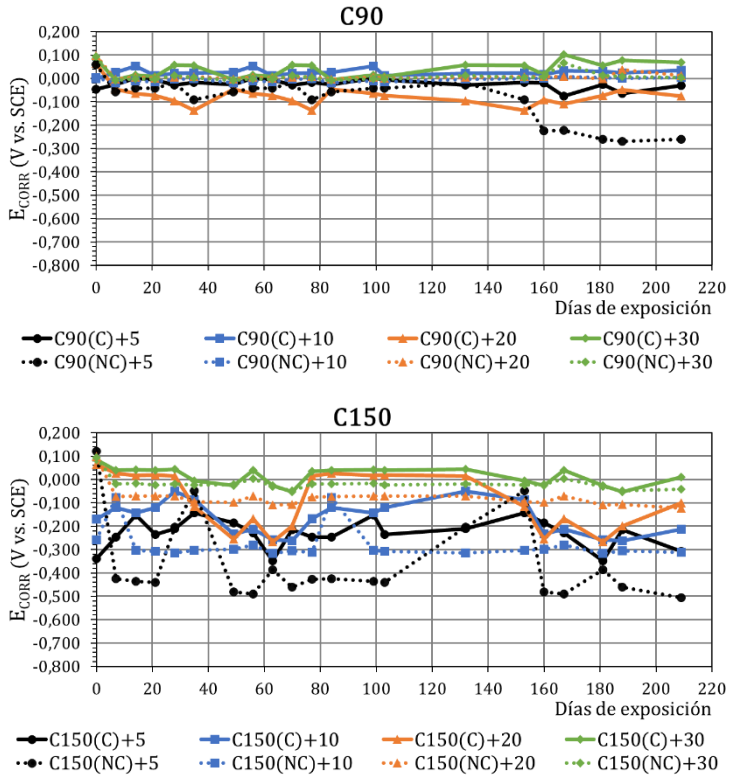 C90
0,200
0,100
0,000
-0,100
-0,200
-0,300
-0,400
-0,500
-0,600
-0,700
-0,800
E_CORR (V vs. SCE)
0 20 40 60 80 100 120 140 160 180 200 220
Días de exposición
C90(C)+5 C90(C)+10 C90(C)+20 C90(C)+30
C90(NC)+5 C90(NC)+10 C90(NC)+20 C90(NC)+30
C150
0,200
0,100
0,000
-0,100
-0,200
-0,300
-0,400
-0,500
-0,600
-0,700
-0,800
E_CORR (V vs. SCE)
0 20 40 60 80 100 120 140 160 180 200 220
Días de exposición
C150(C)+5 C150(C)+10 C150(C)+20 C150(C)+30
C150(NC)+5 C150(NC)+10 C150(NC)+20 C150(NC)+30